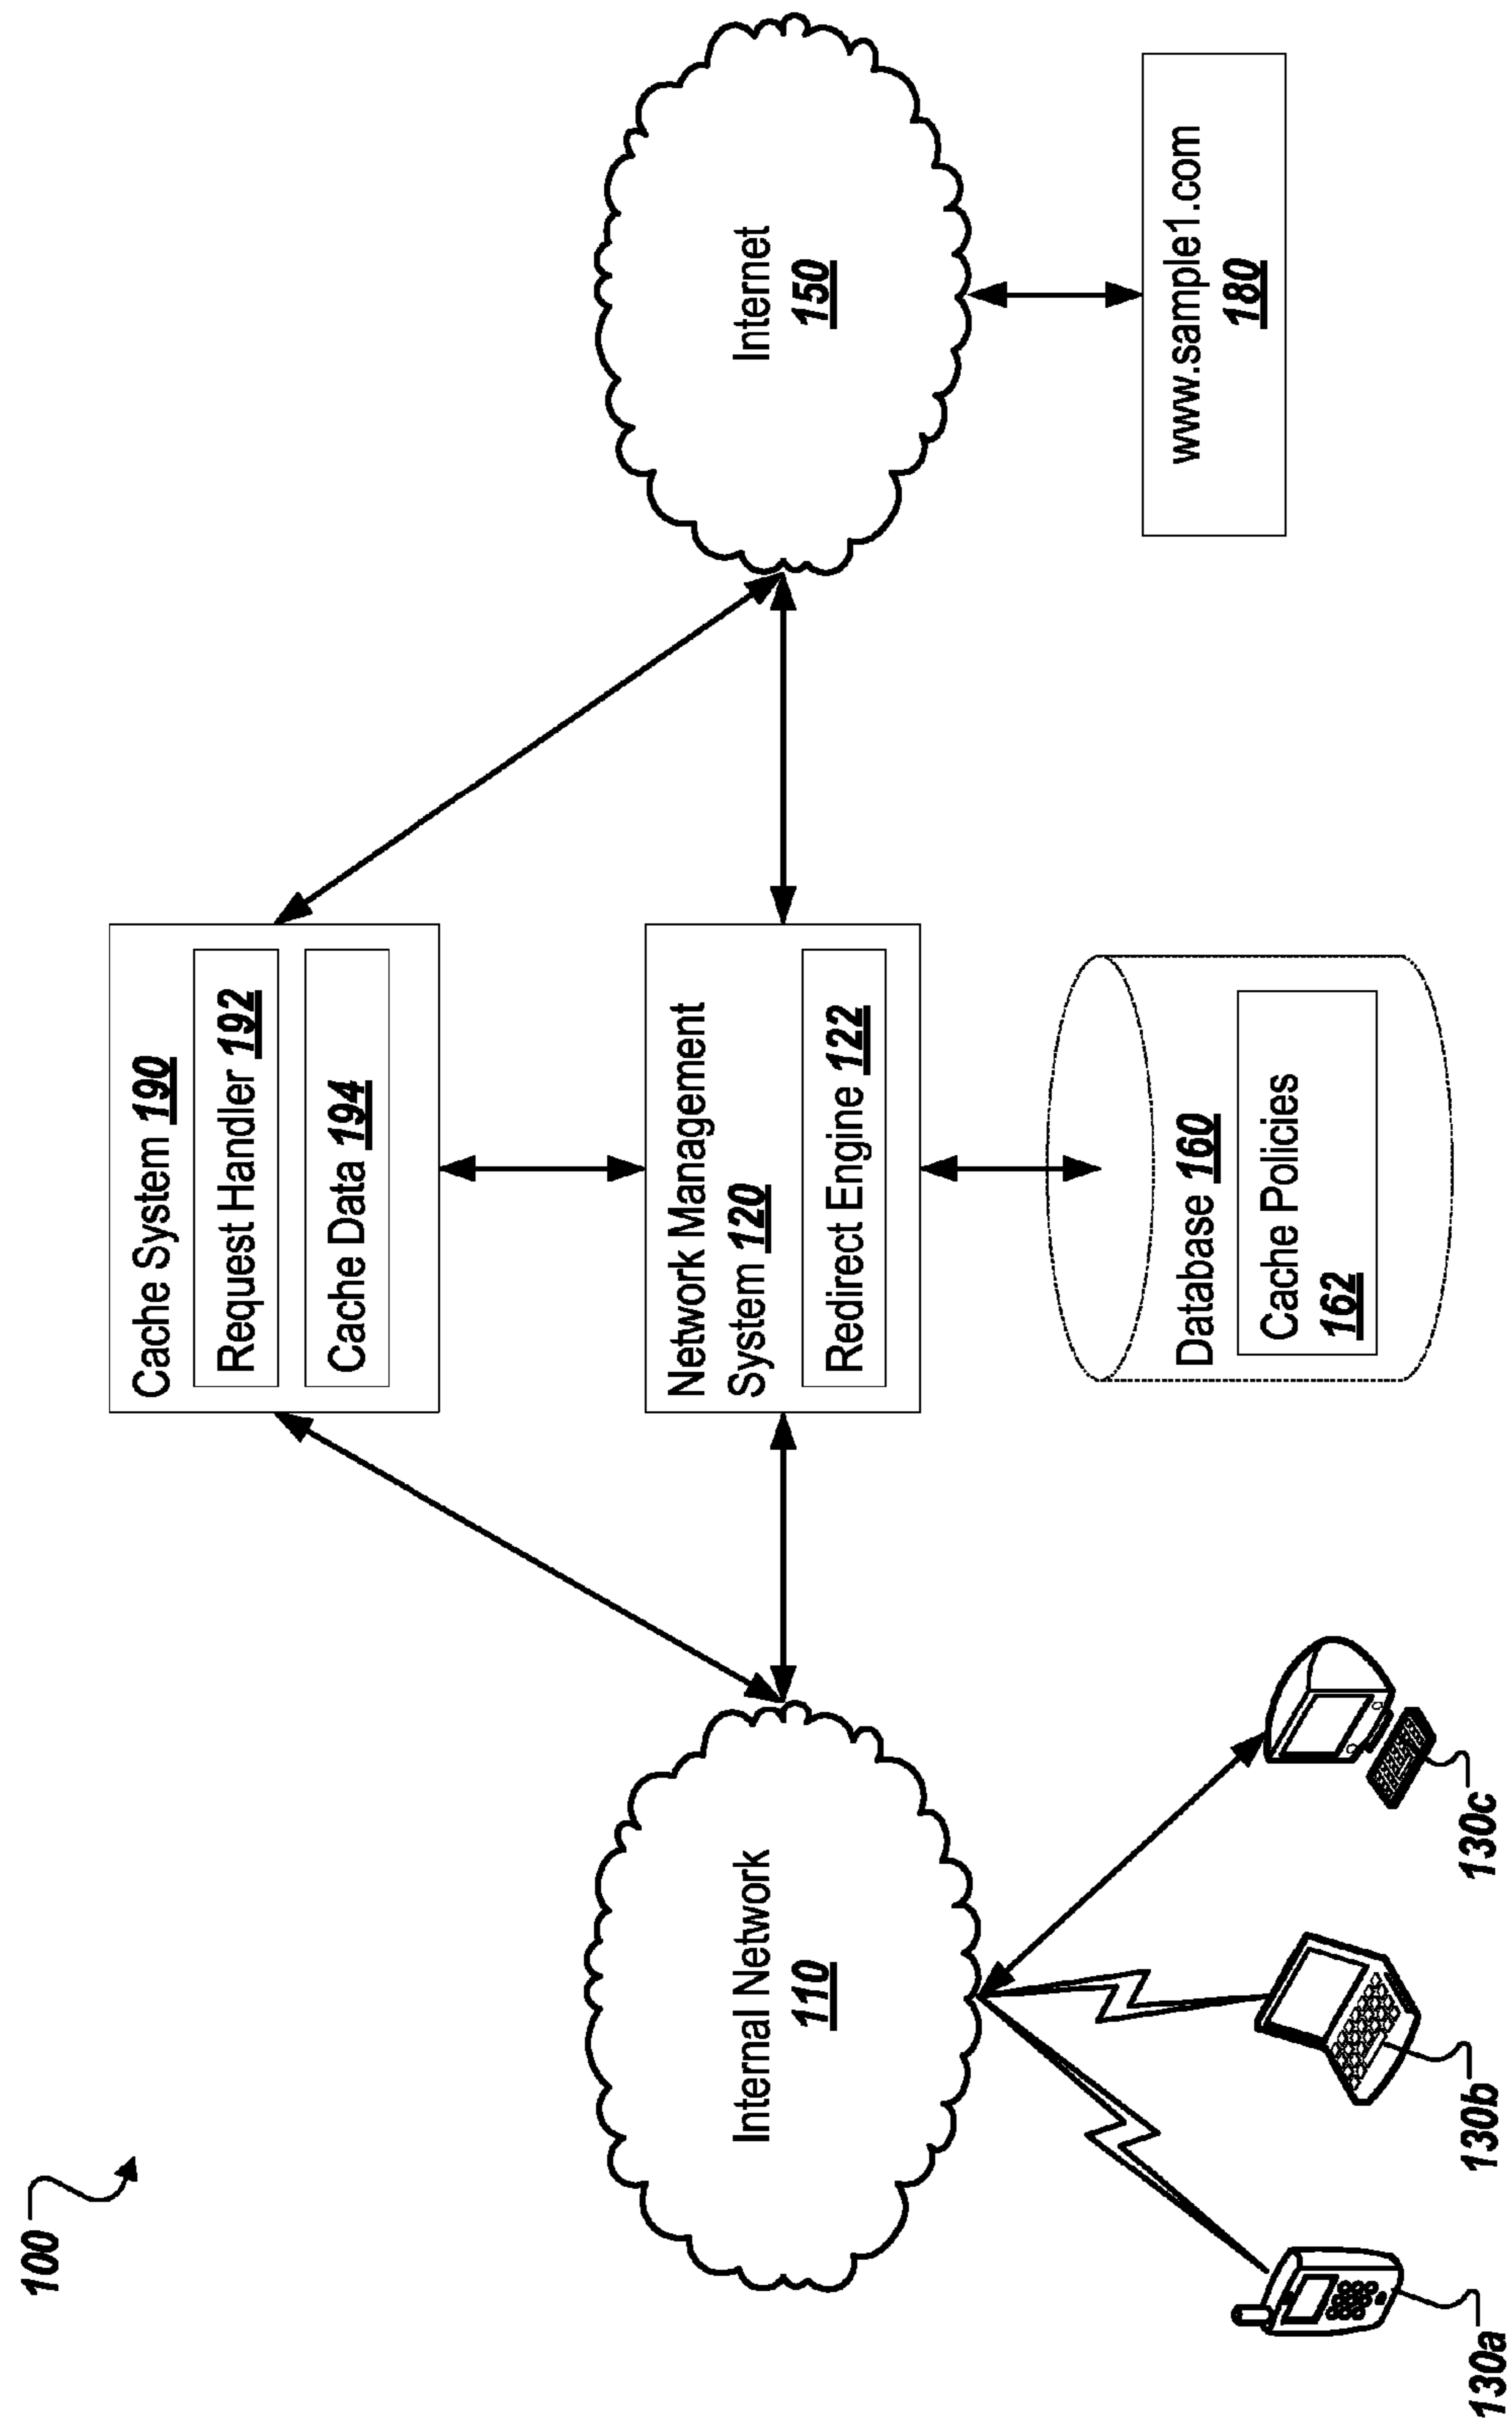 100
Cache System 190
Request Handler 192
Cache Data 194
Internal Network
110
Network Management
System 120
Redirect Engine 122
Internet
150
Database 160
Cache Policies
162
www.sample1.com
180
130a
130b
130c